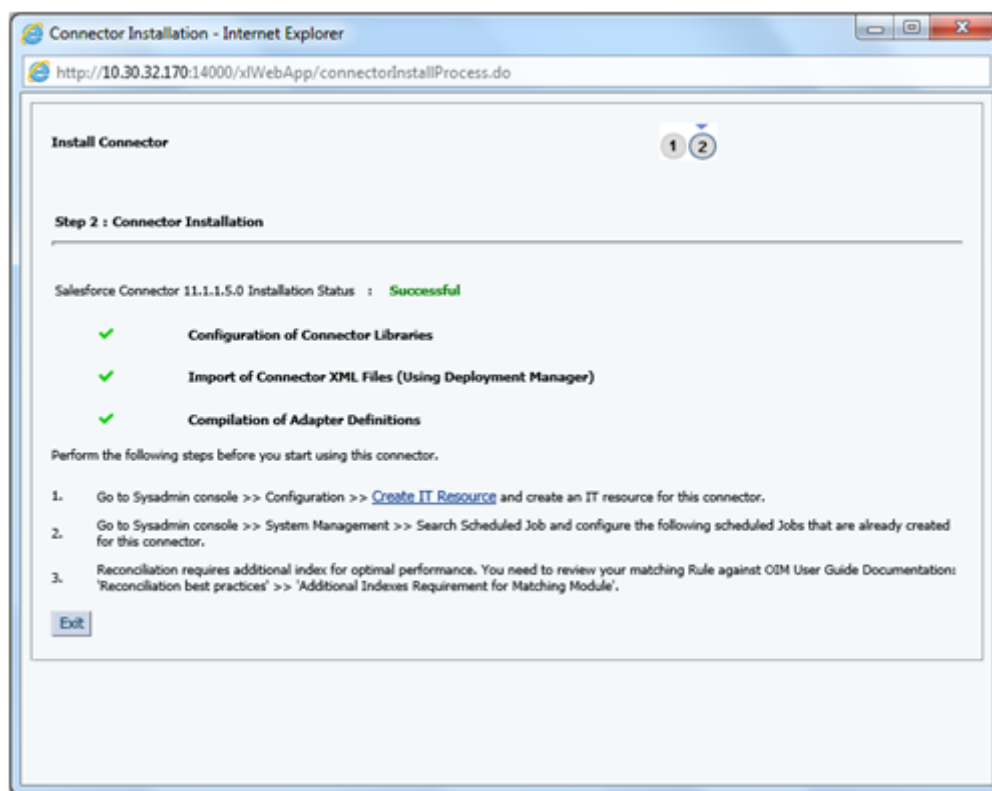 Connector Installation - Internet Explorer
http://10.30.32.170:14000/xlWebApp/connectorInstallProcess.do
Install Connector
1 2
Step 2 : Connector Installation
Salesforce Connector 11.1.1.5.0 Installation Status : Successful
Configuration of Connector Libraries
Import of Connector XML Files (Using Deployment Manager)
Compilation of Adapter Definitions
Perform the following steps before you start using this connector.
1. Go to Sysadmin console >> Configuration >> Create IT Resource and create an IT resource for this connector.
2. Go to Sysadmin console >> System Management >> Search Scheduled Job and configure the following scheduled Jobs that are already created
for this connector.
3. Reconciliation requires additional index for optimal performance. You need to review your matching Rule against OIM User Guide Documentation:
'Reconciliation best practices' >> 'Additional Indexes Requirement for Matching Module'.
Exit